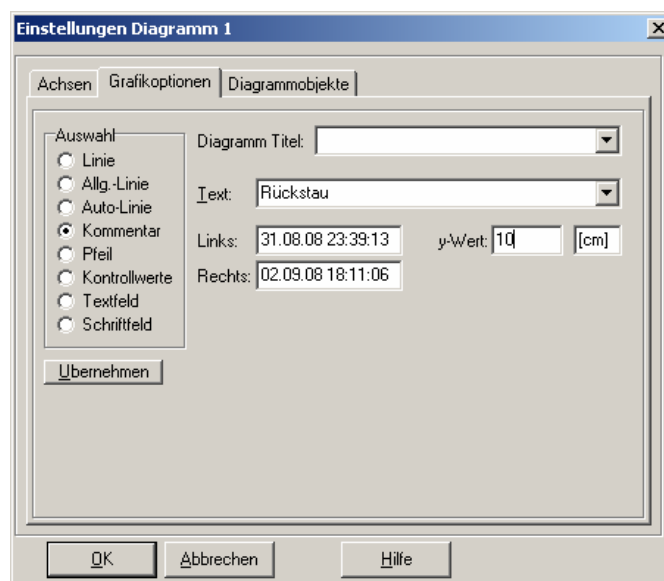 Einstellungen Diagramm 1
Achsen Grafikoptionen Diagrammobjekte
Auswahl
Linie
Allg.-Linie
Auto-Linie
Kommentar
Pfeil
Kontrollwerte
Textfeld
Schriftfeld
Übernehmen
Diagramm Titel:
Text: Rückstau
Links: 31.08.08 23:39:13 y-Wert: 10 [cm]
Rechts: 02.09.08 18:11:06
OK Abbrechen Hilfe